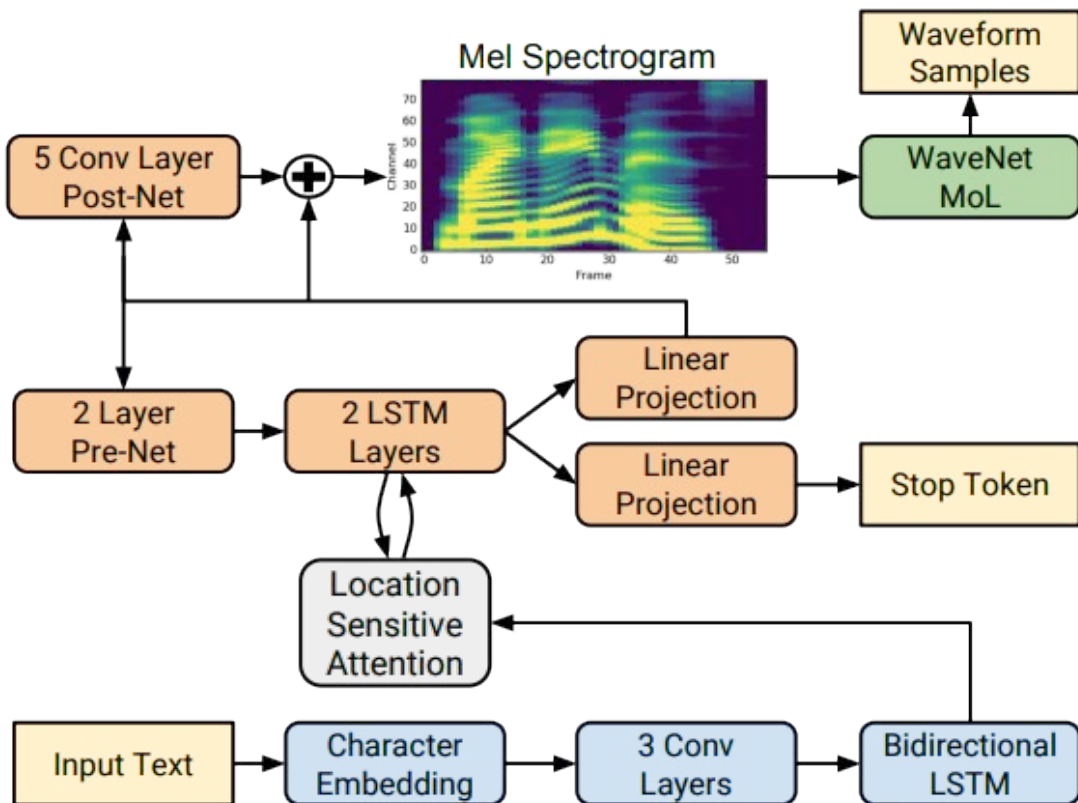 Mel Spectrogram
Waveform
Samples
5 Conv Layer
Post-Net
70
60
50
40
30
20
10
0
Channel
0 10 20 30 40 50
Frame
WaveNet
MoL
Linear
Projection
2 Layer
Pre-Net
2 LSTM
Layers
Linear
Projection
Stop Token
Location
Sensitive
Attention
Input Text
Character
Embedding
3 Conv
Layers
Bidirectional
LSTM